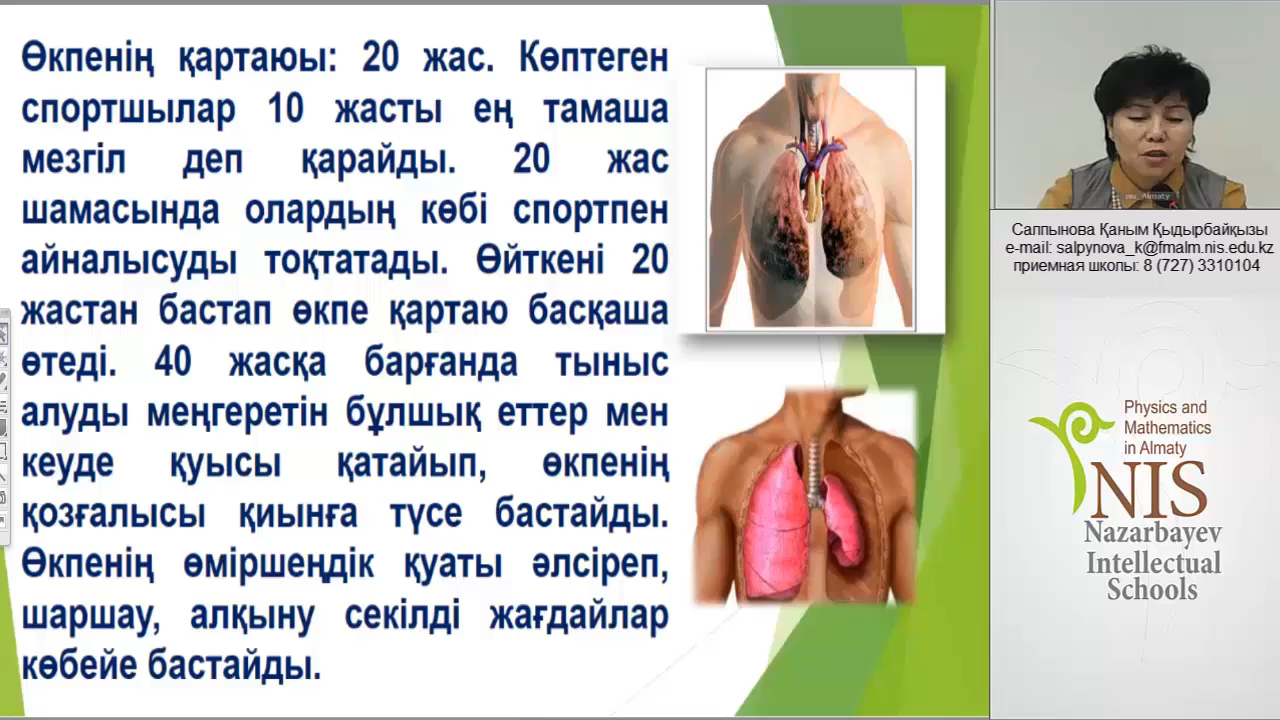 Өкпенің қартаюы: 20 жас. Көптеген
спортшылар 10 жасты ең тамаша
мезгіл деп қарайды. 20 жас
шамасында олардың көбі спортпен
айналысуды тоқтатады. Өйткені 20
жастан бастап өкпе қартаю басқаша
өтеді. 40 жасқа барғанда тыныс
алуды меңгеретін бұлшық еттер мен
кеуде қуысы қатайып, өкпенің
қозғалысы қиынға түсе бастайды.
Өкпенің өміршеңдік қуаты әлсіреп,
шаршау, алқыну секілді жағдайлар
көбейе бастайды.
nis_Almaty
Салпынова Қаным Қыдырбайқызы
e-mail: salpynova_k@fmalm.nis.edu.kz
приемная школы: 8 (727) 3310104
Physics and
Mathematics
in Almaty
NIS
Nazarbayev
Intellectual
Schools